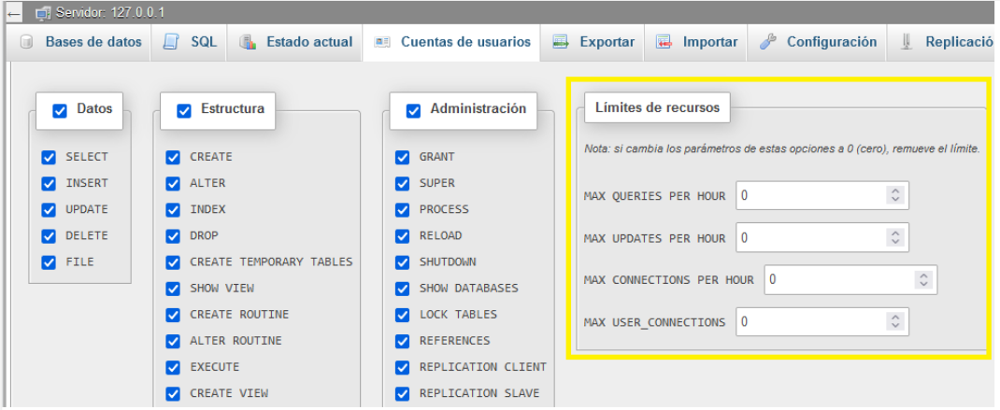 Servidor: 127.0.0.1
Bases de datos SQL Estado actual Cuentas de usuarios Exportar Importar Configuración Replicació
Datos
SELECT
INSERT
UPDATE
DELETE
FILE
Estructura
CREATE
ALTER
INDEX
DROP
CREATE TEMPORARY TABLES
SHOW VIEW
CREATE ROUTINE
ALTER ROUTINE
EXECUTE
CREATE VIEW
Administración
GRANT
SUPER
PROCESS
RELOAD
SHUTDOWN
SHOW DATABASES
LOCK TABLES
REFERENCES
REPLICATION CLIENT
REPLICATION SLAVE
Límites de recursos
Nota: si cambia los parámetros de estas opciones a 0 (cero), remueve el límite.
MAX QUERIES PER HOUR 0
MAX UPDATES PER HOUR 0
MAX CONNECTIONS PER HOUR 0
MAX USER_CONNECTIONS 0